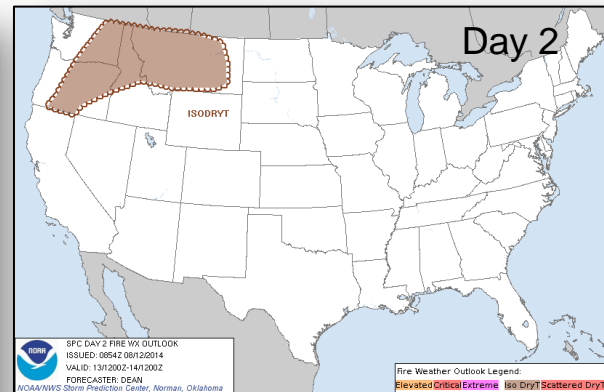 Day 2
ISODRYT
NOAA
SPC DAY 2 FIRE WX OUTLOOK
ISSUED: 0854Z 08/12/2014
VALID: 13/1200Z-14/1200Z
FORECASTER: DEAN
NOAA/NWS Storm Prediction Center, Norman, Oklahoma
Fire Weather Outlook Legend:
Elevated Critical Extreme Iso DryT Scattered DryT